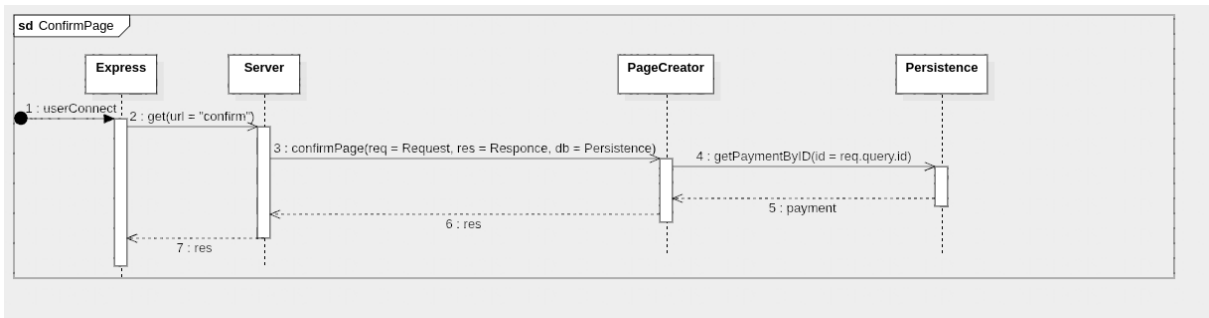 sd ConfirmPage
Express
Server
PageCreator
Persistence
1 : userConnect
2 : get(url = "confirm")
3 : confirmPage(req = Request, res = Responce, db = Persistence)
4 : getPaymentByID(id = req.query.id)
5 : payment
6 : res
7 : res